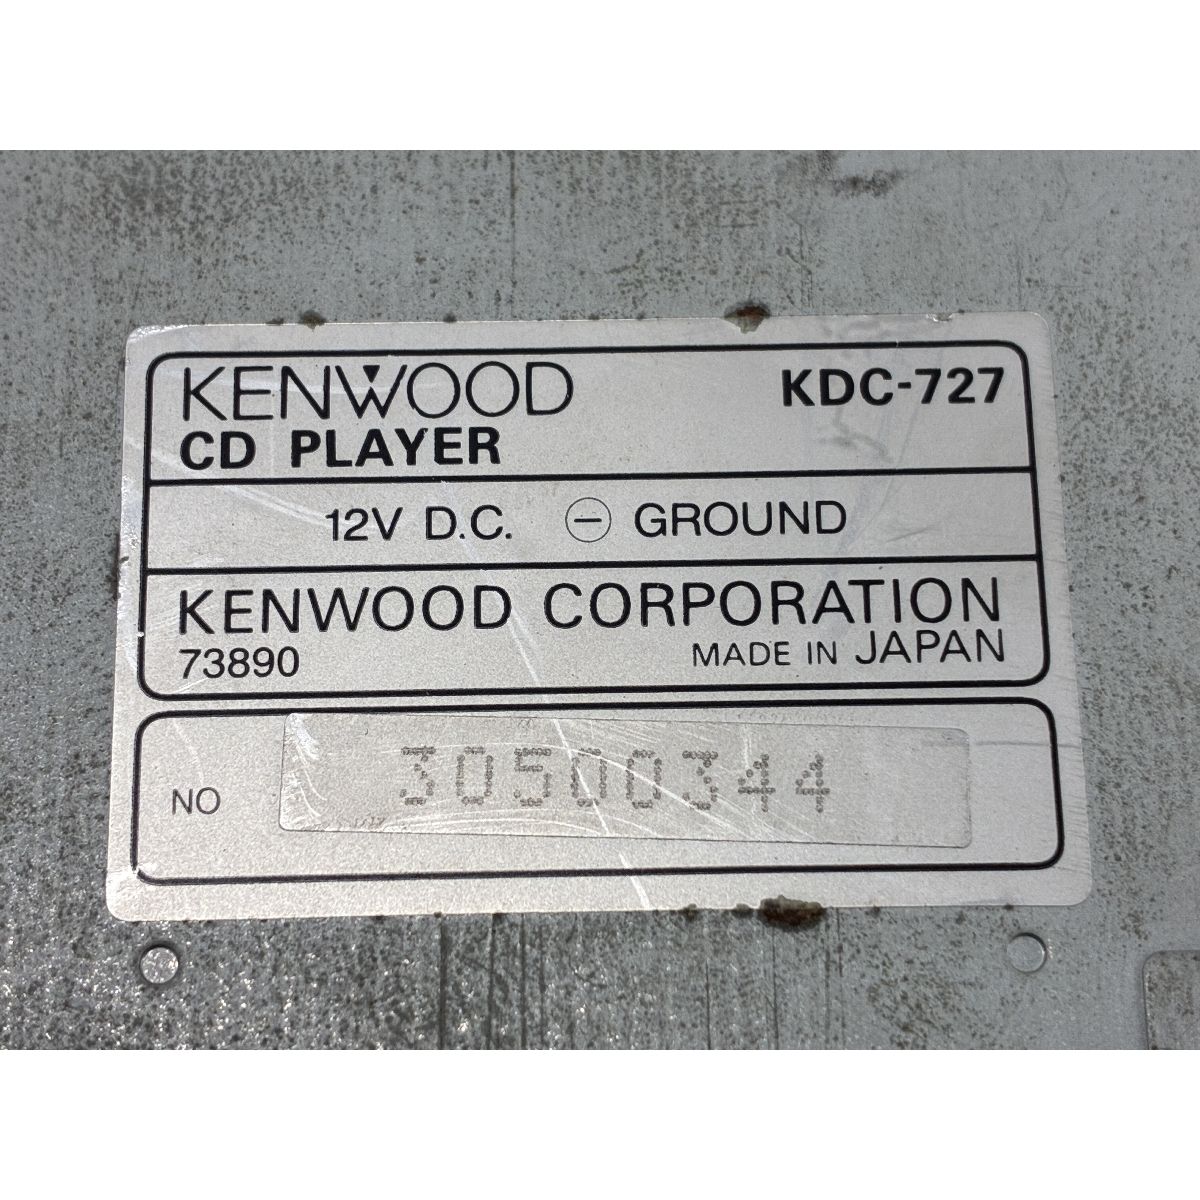 KENWOOD KDC-727
CD PLAYER
12V D.C. ⊖ GROUND
KENWOOD CORPORATION
73890 MADE IN JAPAN
NO 30500344